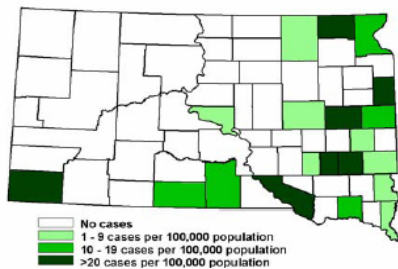 No cases
1 - 9 cases per 100,000 population
10 - 19 cases per 100,000 population
>20 cases per 100,000 population